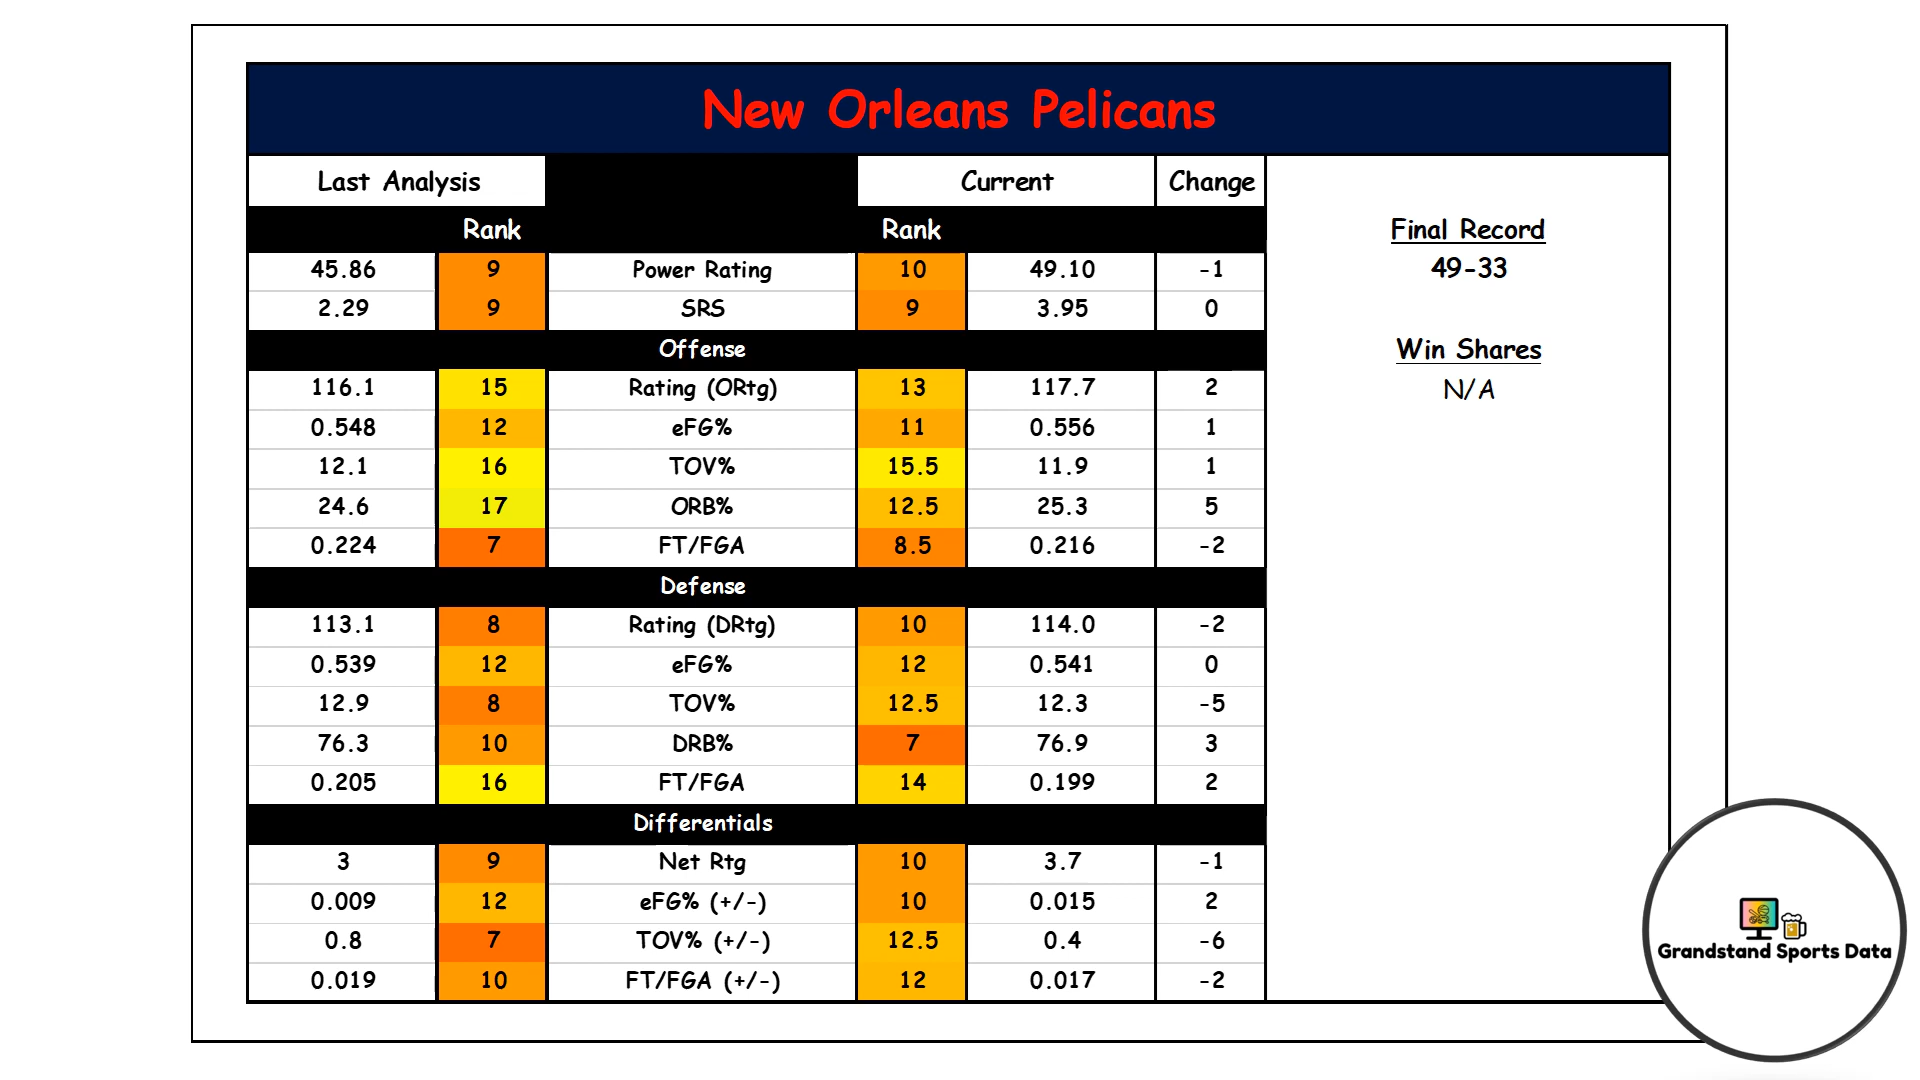 New Orleans Pelicans
Last Analysis Current Change
Rank Rank
Final Record
45.86 9 Power Rating 10 49.10 -1
49-33
2.29 9 SRS 9 3.95 0
Offense
Win Shares
116.1 15 Rating (ORtg) 13 117.7 2
N/A
0.548 12 eFG% 11 0.556 1
12.1 16 TOV% 15.5 11.9 1
24.6 17 ORB% 12.5 25.3 5
0.224 7 FT/FGA 8.5 0.216 -2
Defense
113.1 8 Rating (DRtg) 10 114.0 -2
0.539 12 eFG% 12 0.541 0
12.9 8 TOV% 12.5 12.3 -5
76.3 10 DRB% 7 76.9 3
0.205 16 FT/FGA 14 0.199 2
Differentials
3 9 Net Rtg 10 3.7 -1
0.009 12 eFG% (+/-) 10 0.015 2
0.8 7 TOV% (+/-) 12.5 0.4 -6
0.019 10 FT/FGA (+/-) 12 0.017 -2
Grandstand Sports Data